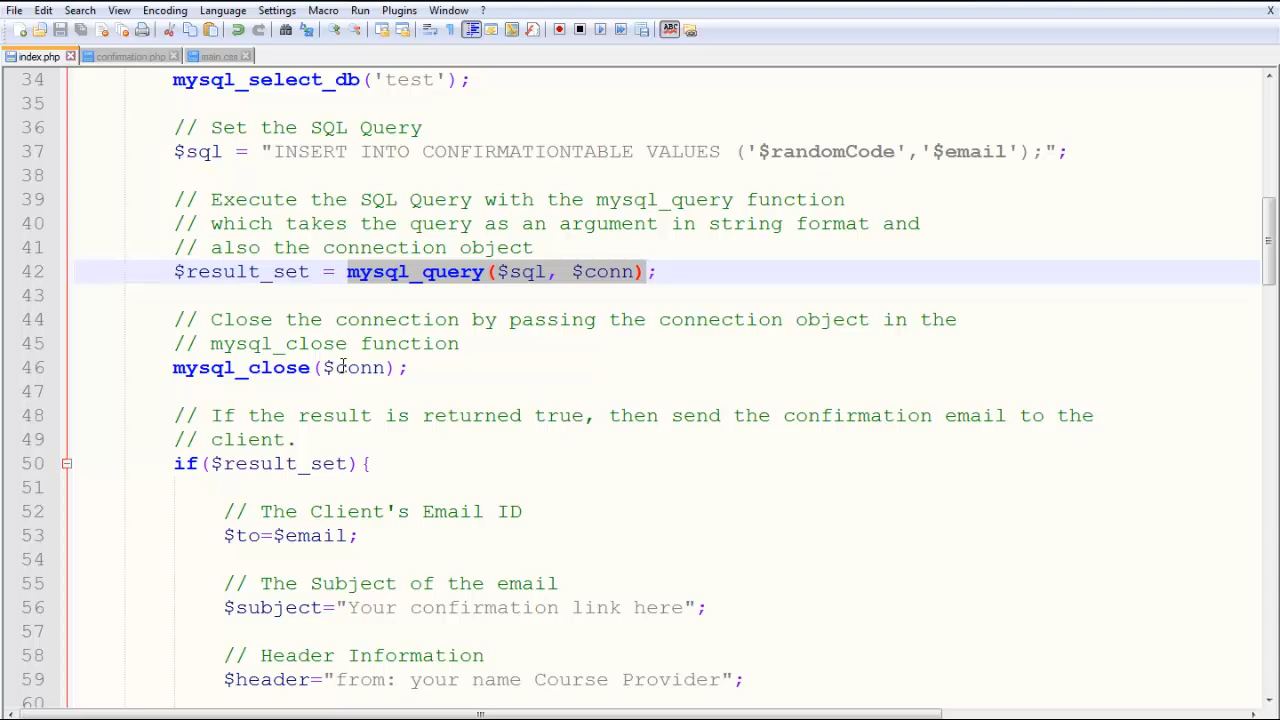 File Edit Search View Encoding Language Settings Macro Run Plugins Window ? X
index.php confirmation.php main.css
34 mysql_select_db('test');
35
36 // Set the SQL Query
37 $sql = "INSERT INTO CONFIRMATIONTABLE VALUES ('$randomCode','$email');";
38
39 // Execute the SQL Query with the mysql_query function
40 // which takes the query as an argument in string format and
41 // also the connection object
42 $result_set = mysql_query($sql, $conn);
43
44 // Close the connection by passing the connection object in the
45 // mysql_close function
46 mysql_close($conn);
47
48 // If the result is returned true, then send the confirmation email to the
49 // client.
50 if($result_set){
51
52 // The Client's Email ID
53 $to=$email;
54
55 // The Subject of the email
56 $subject="Your confirmation link here";
57
58 // Header Information
59 $header="from: your name Course Provider";
60